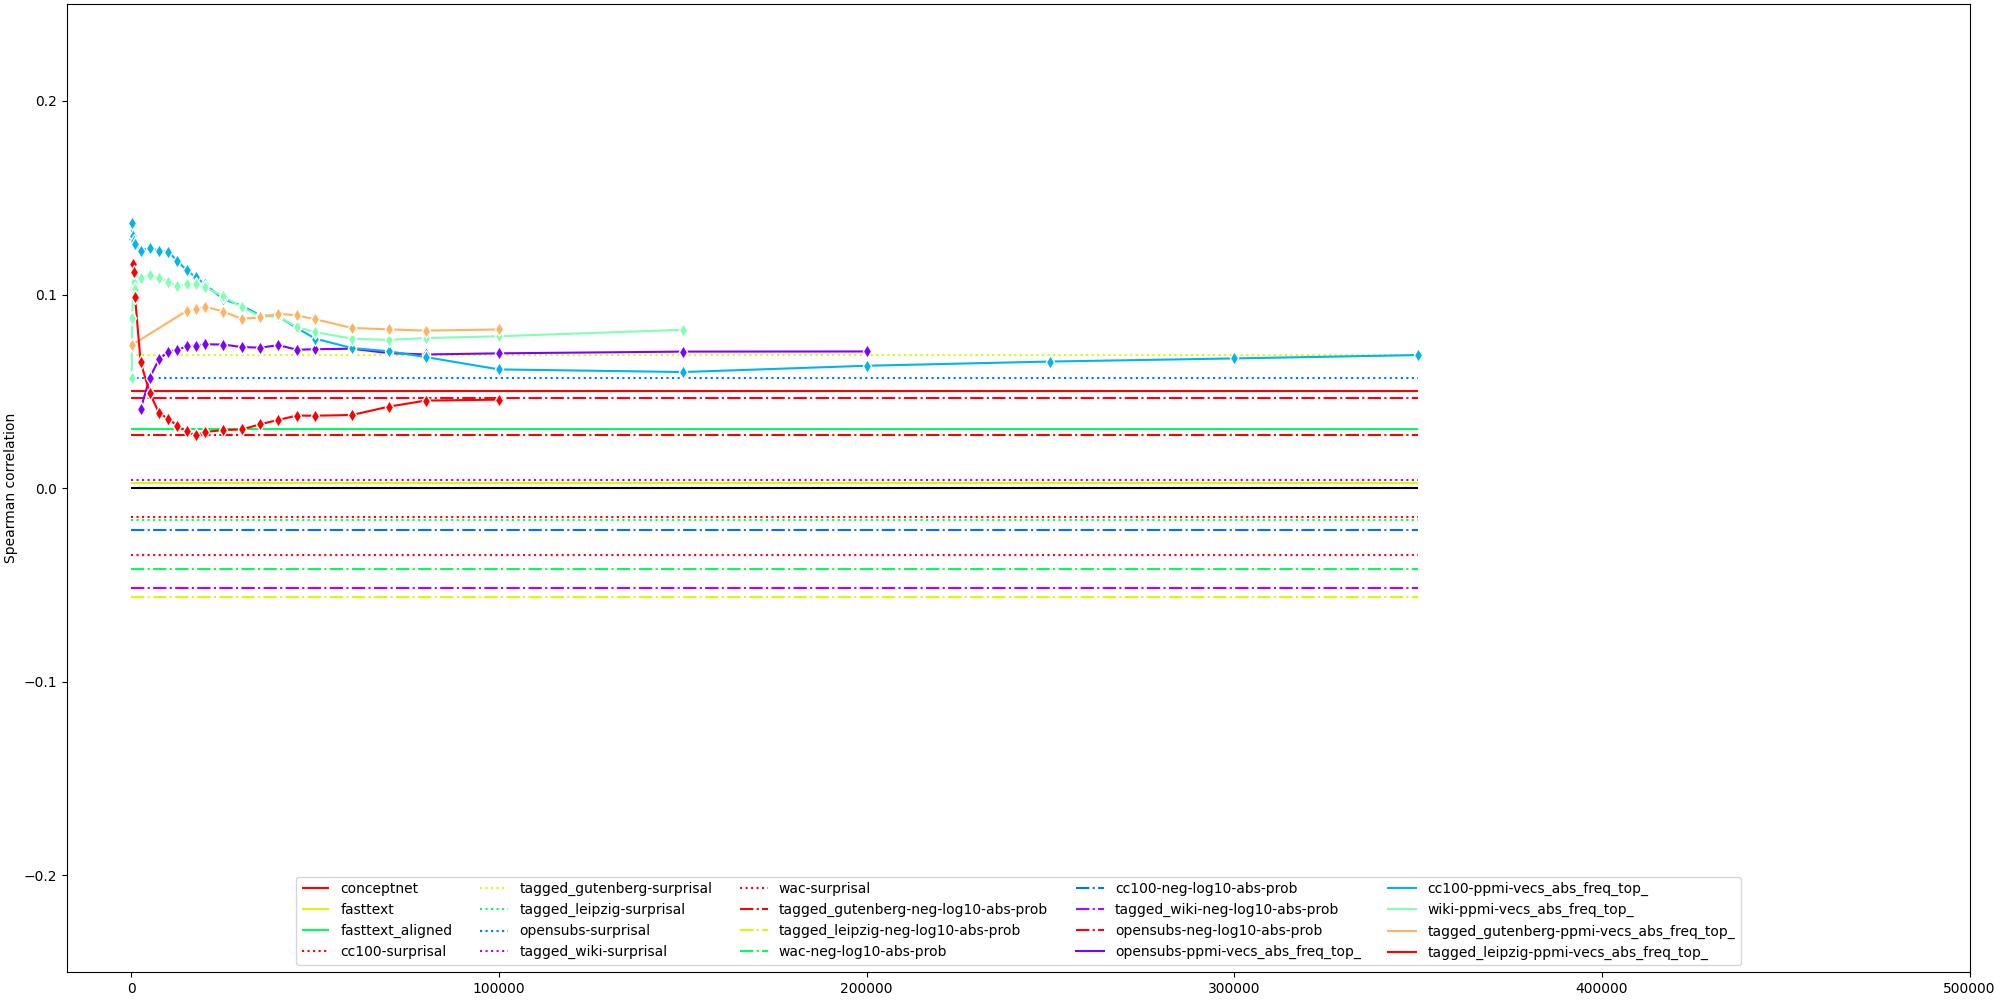 0.2
0.1
0.0
−0.1
−0.2
Spearman correlation
conceptnet
fasttext
fasttext_aligned
cc100-surprisal
tagged_gutenberg-surprisal
tagged_leipzig-surprisal
opensubs-surprisal
tagged_wiki-surprisal
wac-surprisal
tagged_gutenberg-neg-log10-abs-prob
tagged_leipzig-neg-log10-abs-prob
wac-neg-log10-abs-prob
cc100-neg-log10-abs-prob
tagged_wiki-neg-log10-abs-prob
opensubs-neg-log10-abs-prob
opensubs-ppmi-vecs_abs_freq_top_
cc100-ppmi-vecs_abs_freq_top_
wiki-ppmi-vecs_abs_freq_top_
tagged_gutenberg-ppmi-vecs_abs_freq_top_
tagged_leipzig-ppmi-vecs_abs_freq_top_
0 100000 200000 300000 400000 500000